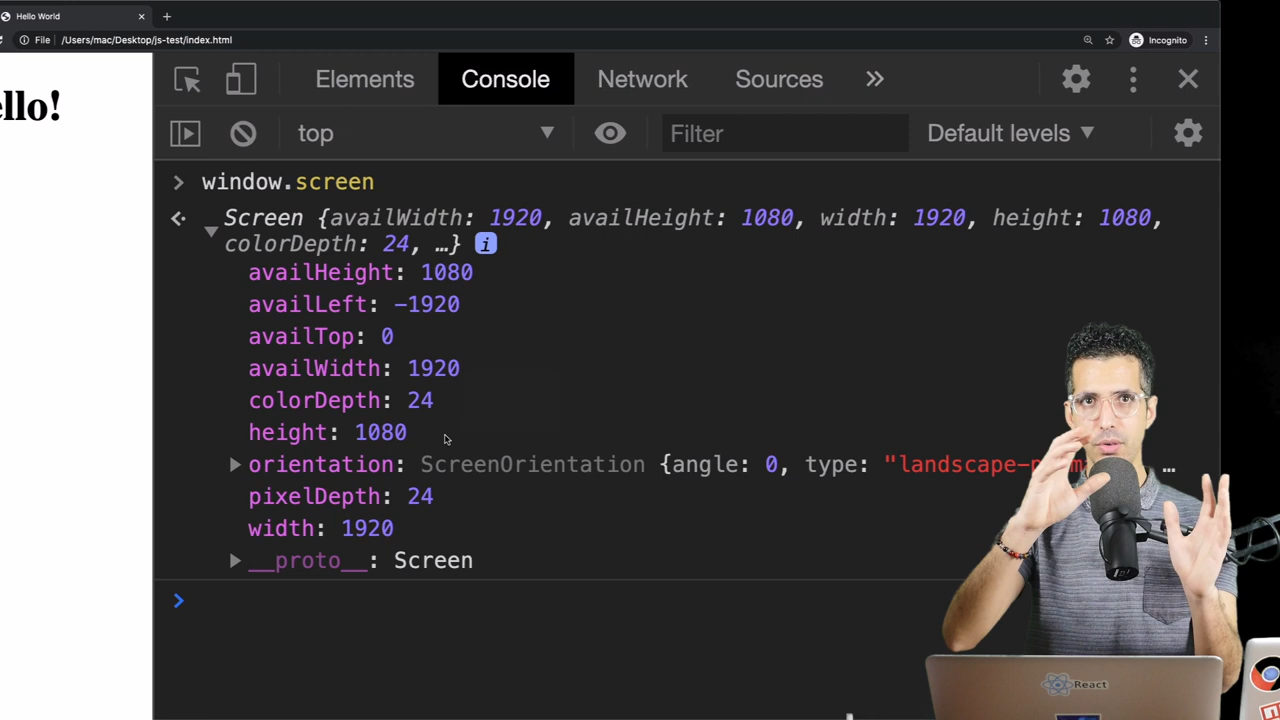 Hello World
File /Users/mac/Desktop/js-test/index.html Incognito
ello!
Elements Console Network Sources
top Filter Default levels
window.screen
Screen {availWidth: 1920, availHeight: 1080, width: 1920, height: 1080,
colorDepth: 24, …} i
availHeight: 1080
availLeft: -1920
availTop: 0
availWidth: 1920
colorDepth: 24
height: 1080
orientation: ScreenOrientation {angle: 0, type: "landscape- …
pixelDepth: 24
width: 1920
__proto__: Screen
React